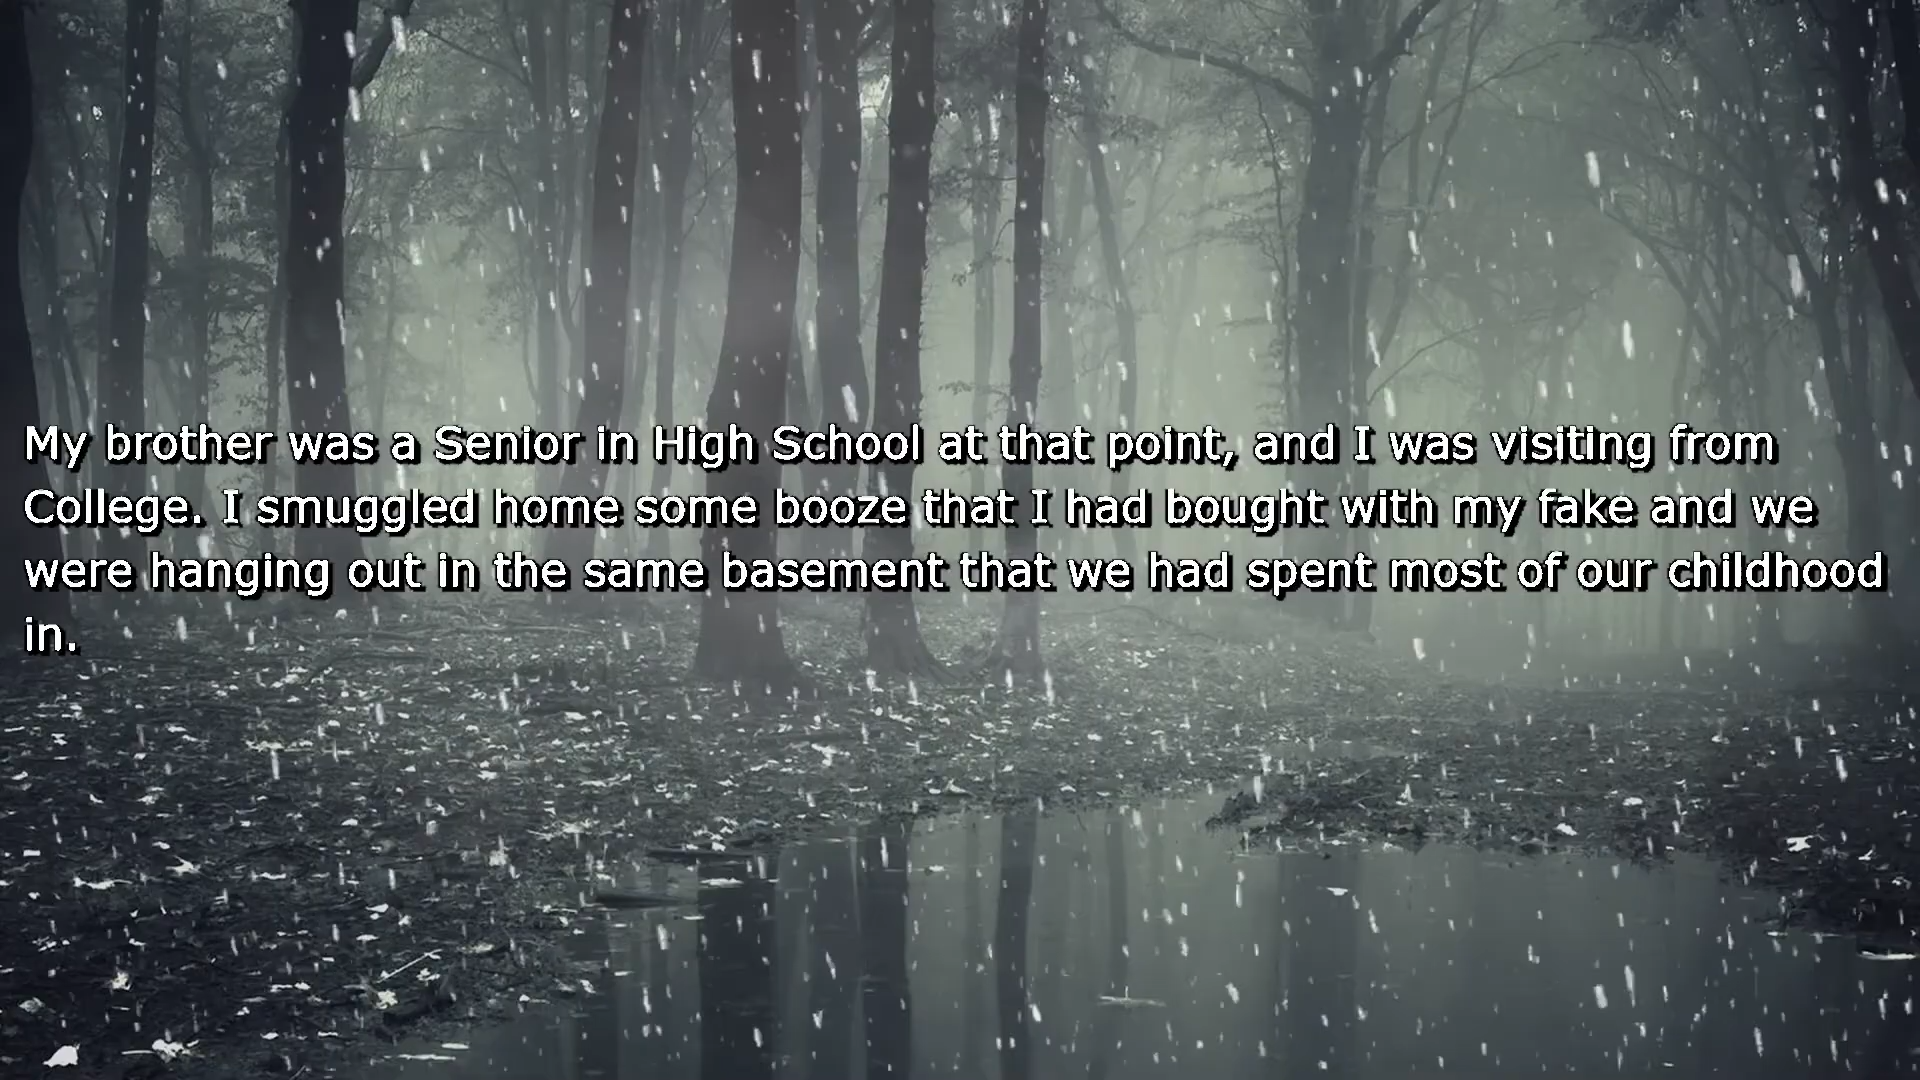 My brother was a Senior in High School at that point, and I was visiting from
College. I smuggled home some booze that I had bought with my fake and we
were hanging out in the same basement that we had spent most of our childhood
in.